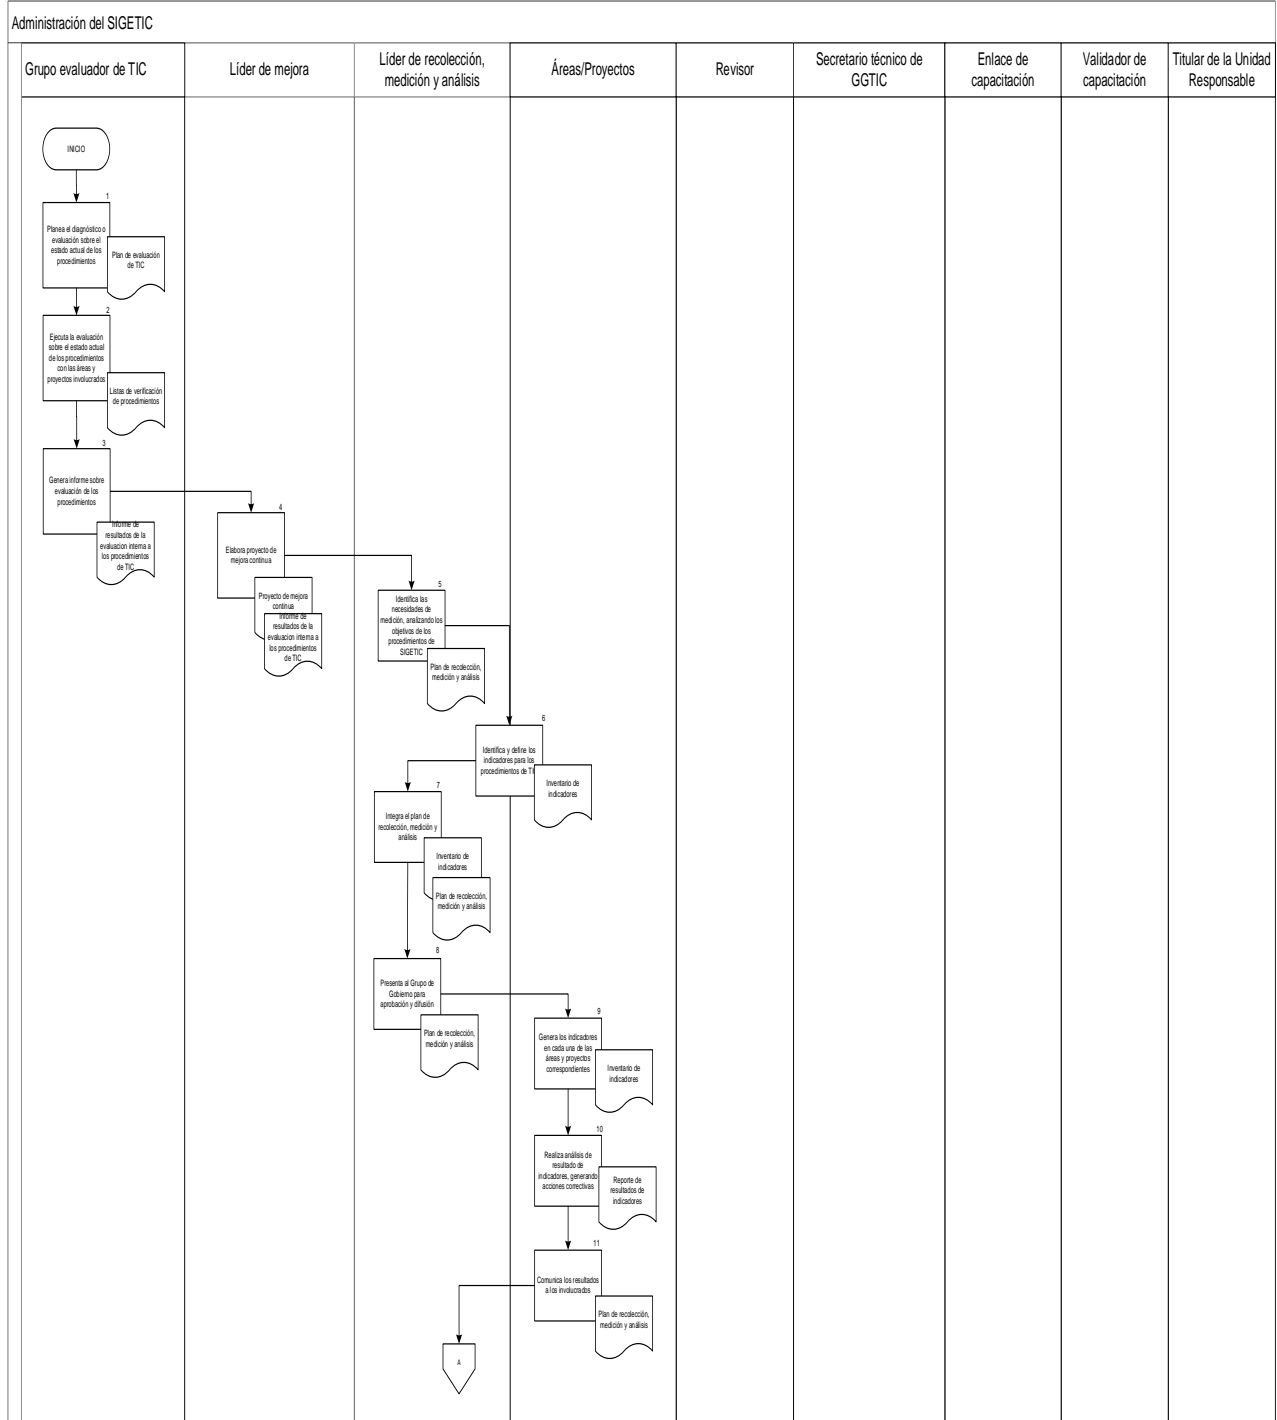 Administración del SIGETIC
Grupo evaluador de TIC
Líder de mejora
Líder de recolección,
medición y análisis
Áreas/Proyectos
Revisor
Secretario técnico de
GGTIC
Enlace de
capacitación
Validador de
capacitación
Titular de la Unidad
Responsable
INICIO
1
Planea el diagnóstico o
evaluación sobre el
estado actual de los
procedimientos
Plan de evaluación
de TIC
2
Ejecuta la evaluación
sobre el estado actual
de los procedimientos
con las áreas y
proyectos involucrados
Listas de verificación
de procedimientos
3
Genera informe sobre
evaluación de los
procedimientos
Informe de
resultados de la
evaluacion interna a
los procedimientos
de TIC
4
Elabora proyecto de
mejora continua
Proyecto de mejora
continua
Informe de
resultados de la
evaluacion interna a
los procedimientos
de TIC
5
Identifica las
necesidades de
medición, analizando los
objetivos de los
procedimientos de
SIGETIC
Plan de recolección,
medición y análisis
6
Identifica y define los
indicadores para los
procedimientos de TI
Inventario de
indicadores
7
Integra el plan de
recolección, medición y
análisis
Inventario de
indicadores
Plan de recolección,
medición y análisis
8
Presenta al Grupo de
Gobierno para
aprobación y difusión
Plan de recolección,
medición y análisis
9
Genera los indicadores
en cada una de las
áreas y proyectos
correspondientes
Inventario de
indicadores
10
Realiza análisis de
resultado de
indicadores, generando
acciones correctivas
Reporte de
resultados de
indicadores
11
Comunica los resultados
a los involucrados
Plan de recolección,
medición y análisis
A